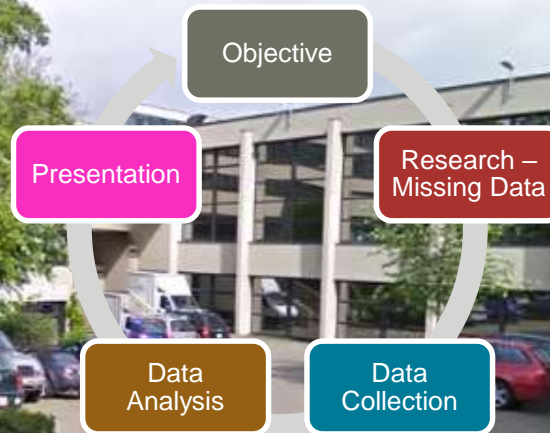 Objective
Research –
Missing Data
Data
Collection
Data
Analysis
Presentation